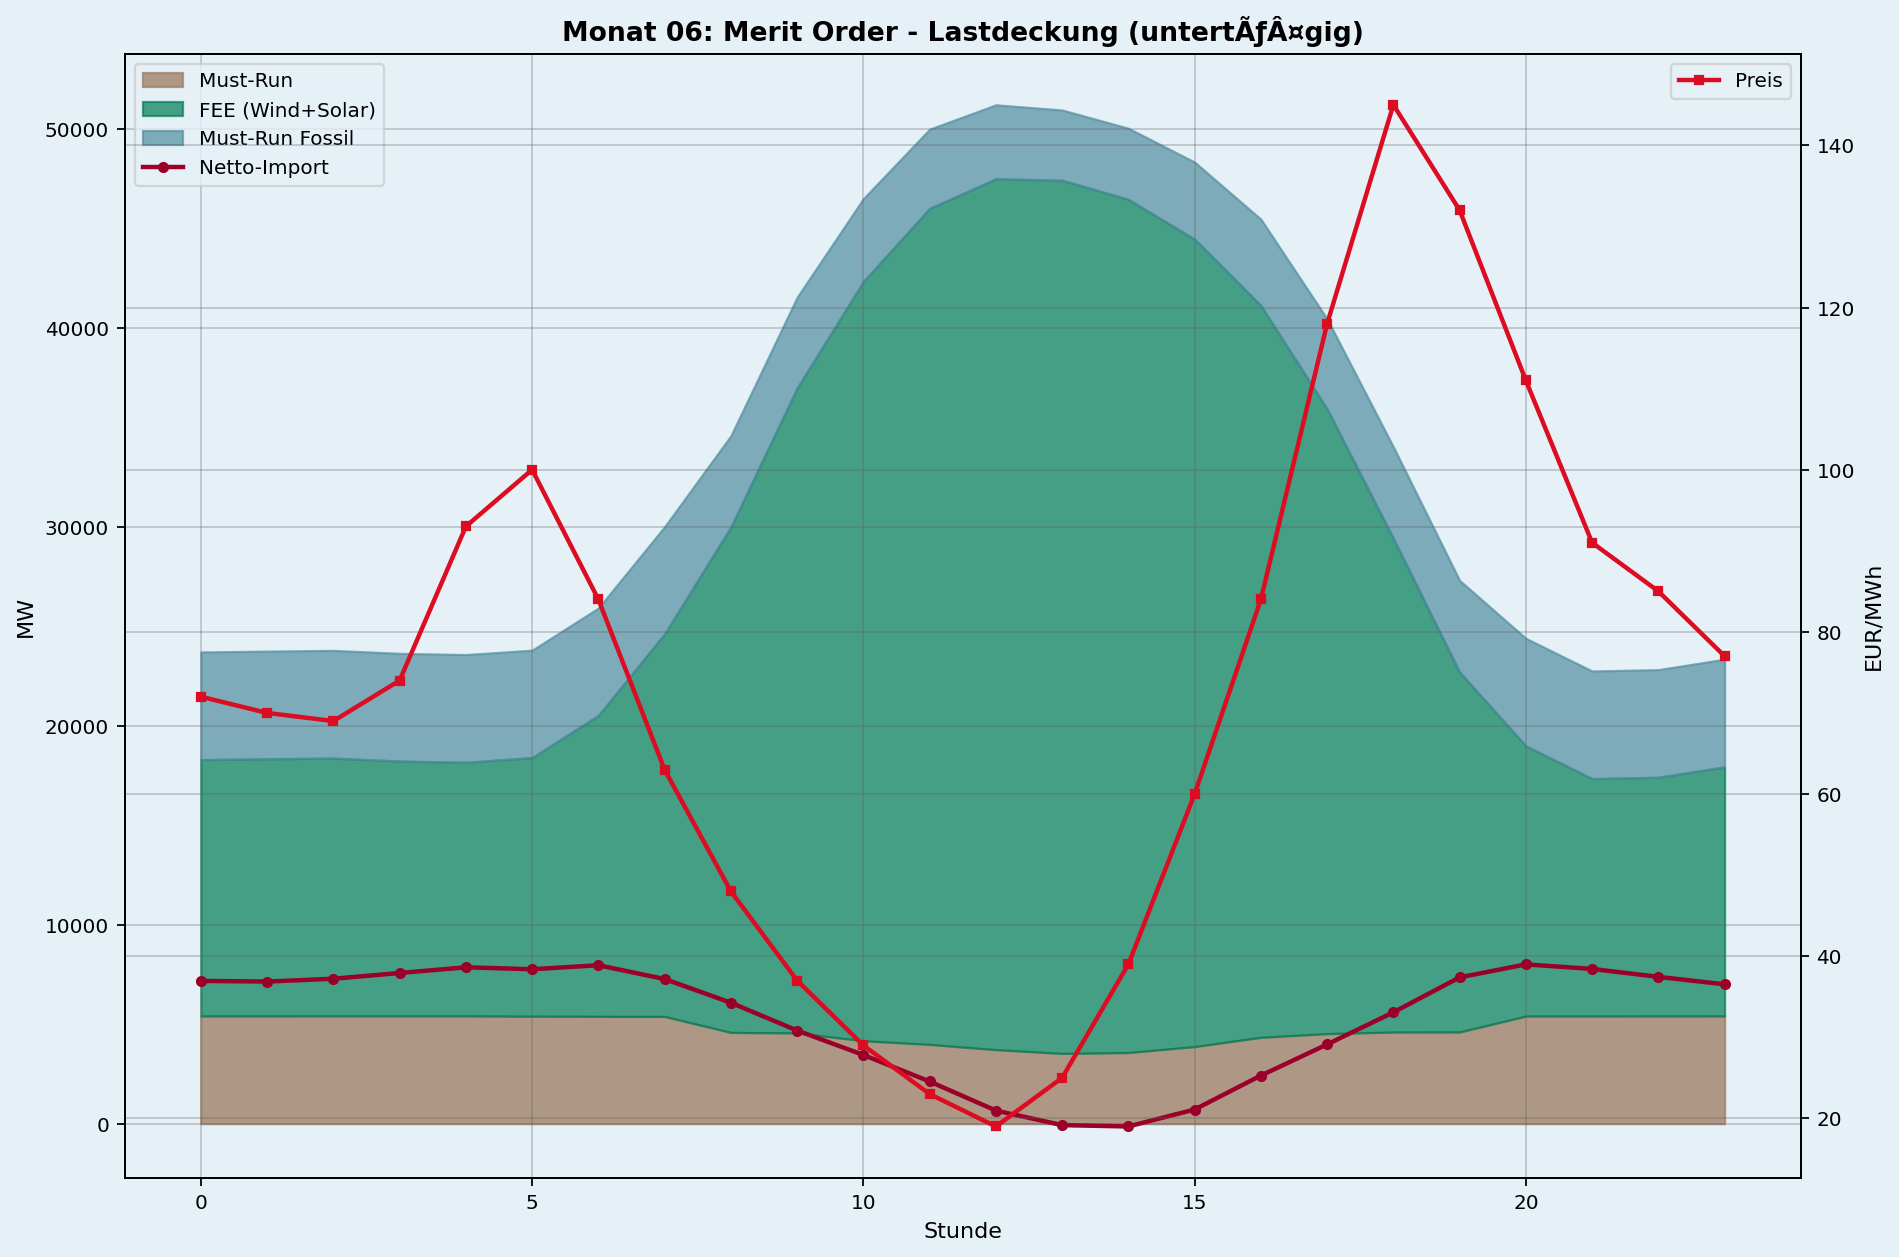 Monat 06: Merit Order - Lastdeckung (untertÃƒÂ¤gig)
Must-Run
FEE (Wind+Solar)
Must-Run Fossil
Netto-Import
Preis
50000
40000
30000
20000
10000
0
MW
140
120
100
80
60
40
20
EUR/MWh
0
5
10
15
20
Stunde